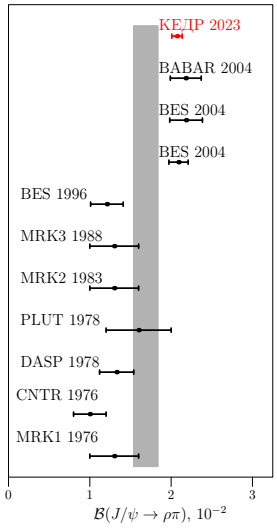 КЕДР 2023
BABAR 2004
BES 2004
BES 2004
BES 1996
MRK3 1988
MRK2 1983
PLUT 1978
DASP 1978
CNTR 1976
MRK1 1976
0 1 2 3
ℬ(J/ψ → ρπ), 10⁻²